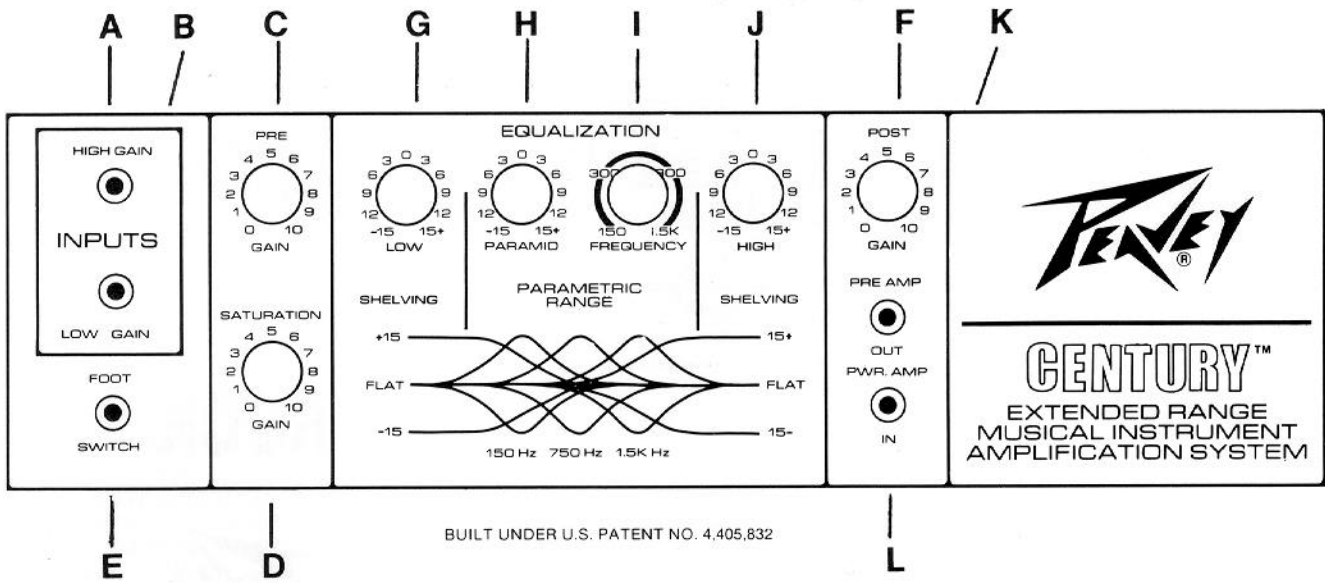 A B C G H I J F K
HIGH GAIN
INPUTS
LOW GAIN
FOOT
SWITCH
PRE
0 1 2 3 4 5 6 7 8 9 10
GAIN
SATURATION
0 1 2 3 4 5 6 7 8 9 10
GAIN
EQUALIZATION
-15 12 9 6 3 0 3 6 9 12 15+
LOW
-15 12 9 6 3 0 3 6 9 12 15+
PARAMID
150 300 900 1.5K
FREQUENCY
-15 12 9 6 3 0 3 6 9 12 15+
HIGH
SHELVING
PARAMETRIC
RANGE
SHELVING
+15 15+
FLAT FLAT
-15 15-
150 Hz 750 Hz 1.5K Hz
POST
0 1 2 3 4 5 6 7 8 9 10
GAIN
PRE AMP
OUT
PWR. AMP
IN
PEAVEY®
CENTURY™
EXTENDED RANGE
MUSICAL INSTRUMENT
AMPLIFICATION SYSTEM
BUILT UNDER U.S. PATENT NO. 4,405,832
E D L